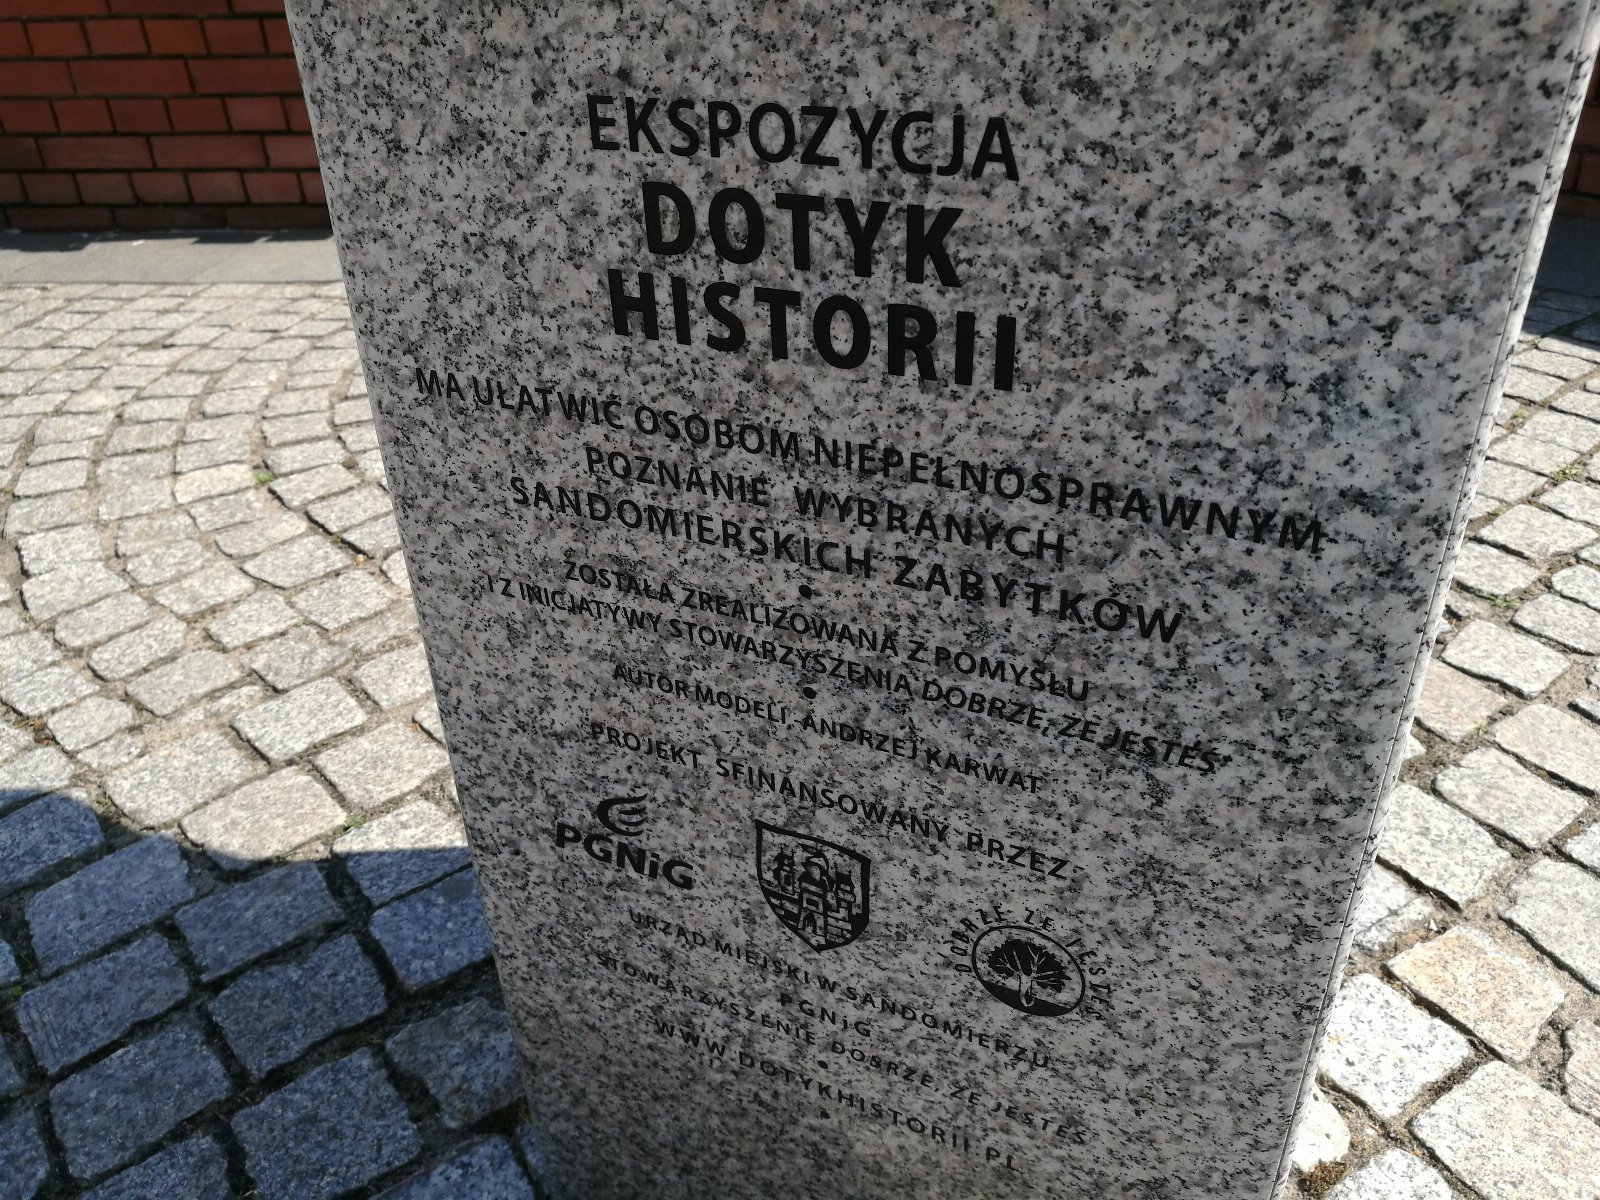 EKSPOZYCJA
DOTYK
HISTORII
MA UŁATWIĆ OSOBOM NIEPEŁNOSPRAWNYM
POZNANIE WYBRANYCH
SANDOMIERSKICH ZABYTKÓW
•
ZOSTAŁA ZREALIZOWANA Z POMYSŁU
I Z INICJATYWY STOWARZYSZENIA DOBRZE, ŻE JESTEŚ
•
AUTOR MODELI: ANDRZEJ KARWAT
PROJEKT SFINANSOWANY PRZEZ
PGNiG
DOBRZE ŻE JESTEŚ
URZĄD MIEJSKI W SANDOMIERZU
PGNiG
STOWARZYSZENIE DOBRZE, ŻE JESTEŚ
•
WWW.DOTYKHISTORII.PL